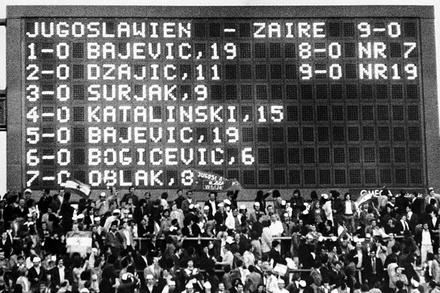 JUGOSLAWIEN - ZAIRE 9-0
1-0 BAJEVIC,19 8-0 NR 7
2-0 DZAJIC,11 9-0 NR19
3-0 SURJAK,9
4-0 KATALINSKI,15
5-0 BAJEVIC,19
6-0 BOGICEVIC,6
7-0 OBLAK,8
OMEGA